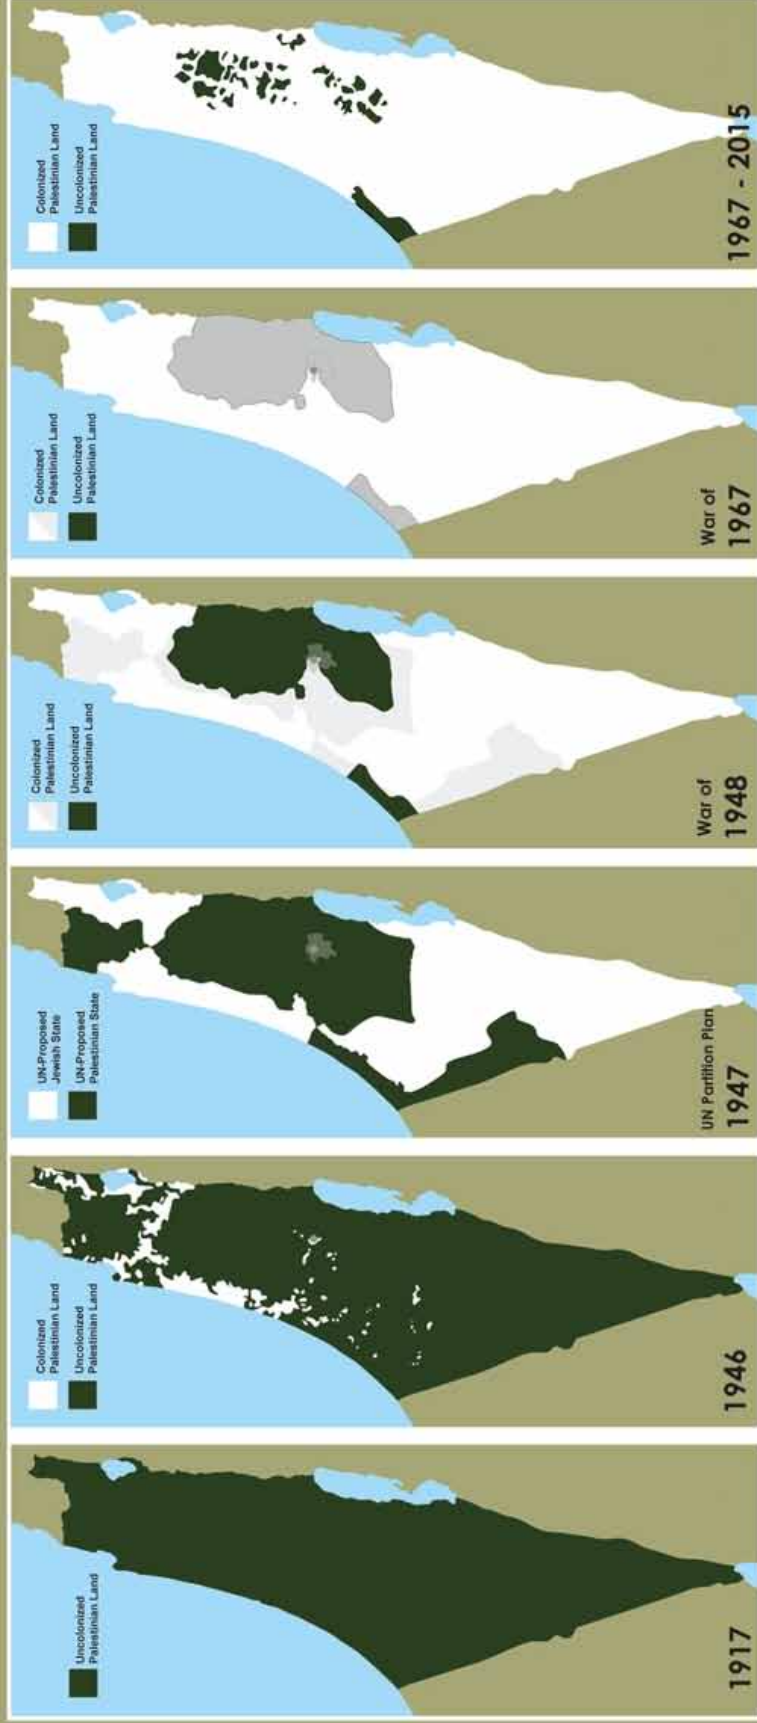 Uncolonized
Palestinian Land
1917
Colonized
Palestinian Land
Uncolonized
Palestinian Land
1946
UN-Proposed
Jewish State
UN-Proposed
Palestinian State
UN Partition Plan
1947
Colonized
Palestinian Land
Uncolonized
Palestinian Land
War of
1948
Colonized
Palestinian Land
Uncolonized
Palestinian Land
War of
1967
Colonized
Palestinian Land
Uncolonized
Palestinian Land
1967 - 2015